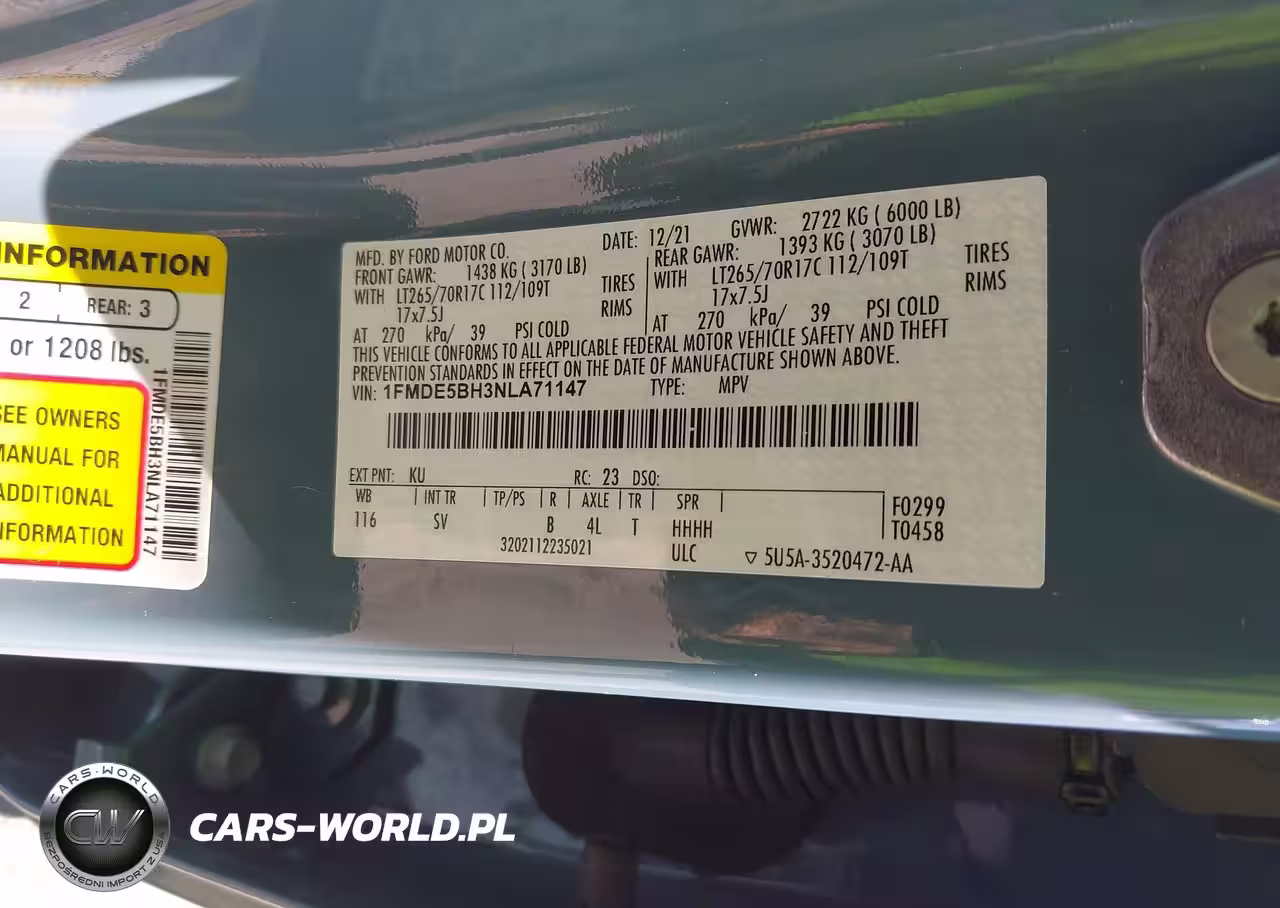 INFORMATION
2 REAR: 3
or 1208 lbs.
SEE OWNERS
MANUAL FOR
ADDITIONAL
INFORMATION
1FMDE5BH3NLA71147
MFD. BY FORD MOTOR CO. DATE: 12/21 GVWR: 2722 KG ( 6000 LB)
FRONT GAWR: 1438 KG ( 3170 LB) REAR GAWR: 1393 KG ( 3070 LB)
WITH LT265/70R17C 112/109T TIRES WITH LT265/70R17C 112/109T TIRES
17x7.5J RIMS 17x7.5J RIMS
AT 270 kPa/ 39 PSI COLD AT 270 kPa/ 39 PSI COLD
THIS VEHICLE CONFORMS TO ALL APPLICABLE FEDERAL MOTOR VEHICLE SAFETY AND THEFT
PREVENTION STANDARDS IN EFFECT ON THE DATE OF MANUFACTURE SHOWN ABOVE.
VIN: 1FMDE5BH3NLA71147 TYPE: MPV
EXT PNT: KU RC: 23 DSO:
WB INT TR TP/PS R AXLE TR SPR F0299
116 SV B 4L T HHHH T0458
3202112235021 ULC ▽ 5U5A-3520472-AA
CARS-WORLD
CW
BEZPOŚREDNI IMPORT Z USA
CARS-WORLD.PL